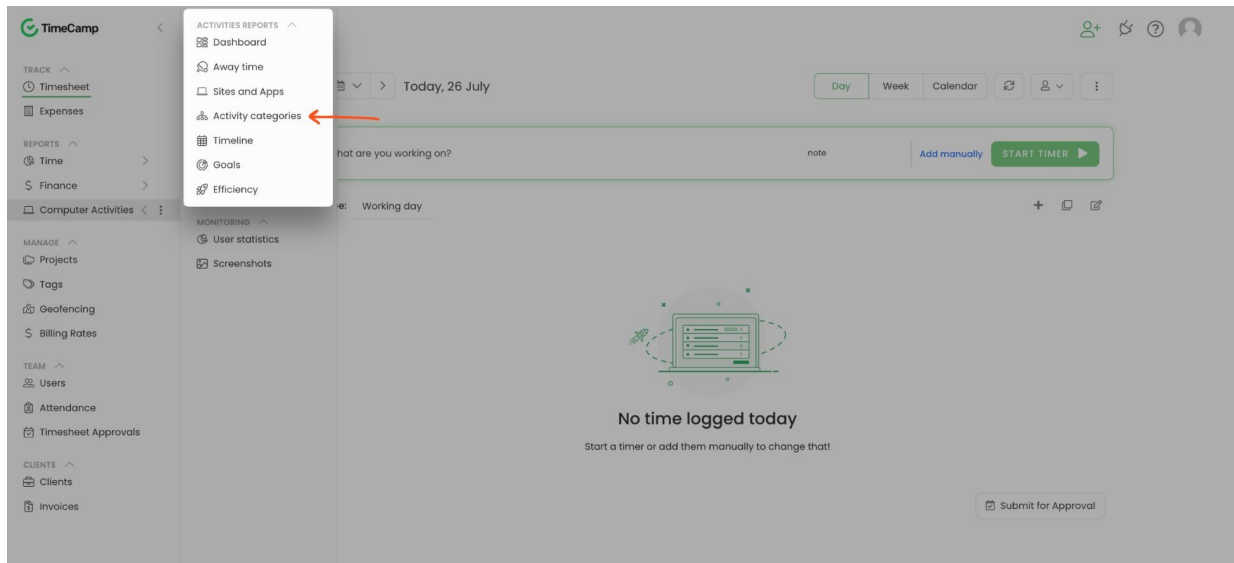 TimeCamp
TRACK
Timesheet
Expenses
REPORTS
Time
$ Finance
Computer Activities
MANAGE
Projects
Tags
Geofencing
$ Billing Rates
TEAM
Users
Attendance
Timesheet Approvals
CLIENTS
Clients
Invoices
ACTIVITIES REPORTS
Dashboard
Away time
Sites and Apps
Activity categories
Timeline
Goals
Efficiency
MONITORING
User statistics
Screenshots
Today, 26 July
Day Week Calendar
hat are you working on? note Add manually START TIMER
e: Working day
No time logged today
Start a timer or add them manually to change that!
Submit for Approval